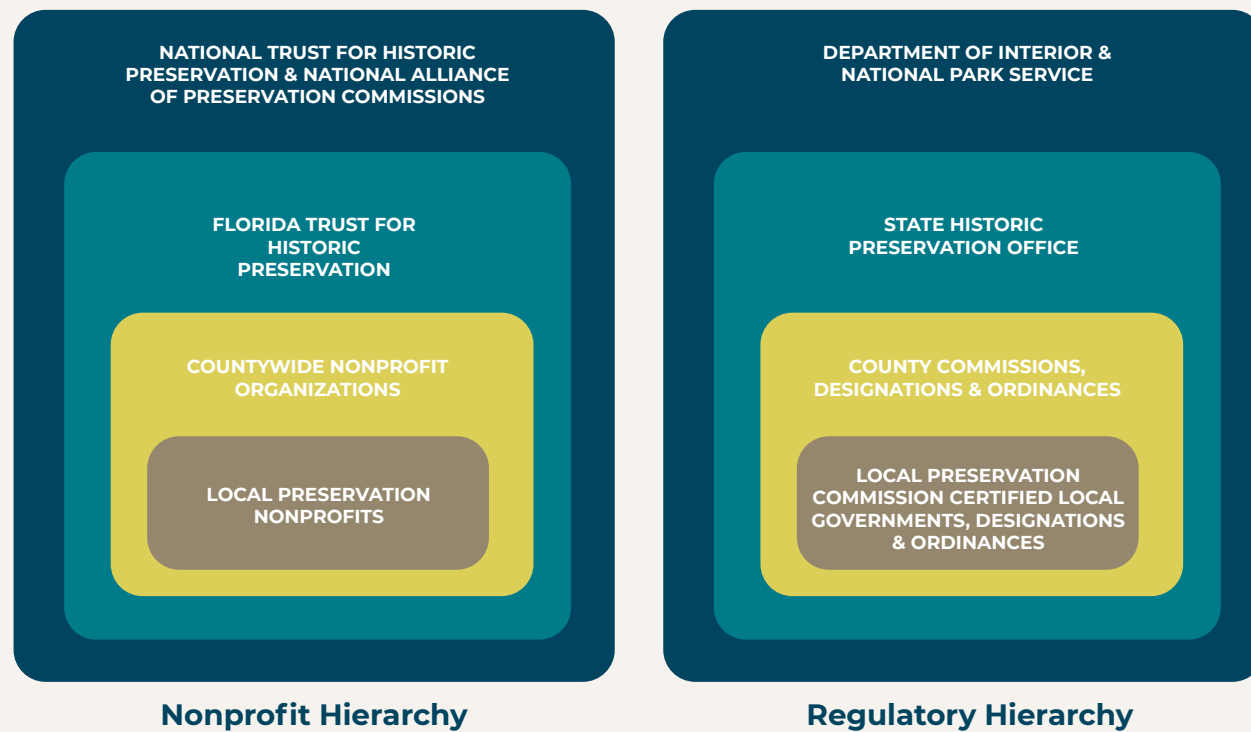 NATIONAL TRUST FOR HISTORIC
PRESERVATION & NATIONAL ALLIANCE
OF PRESERVATION COMMISSIONS
FLORIDA TRUST FOR
HISTORIC
PRESERVATION
COUNTYWIDE NONPROFIT
ORGANIZATIONS
LOCAL PRESERVATION
NONPROFITS
Nonprofit Hierarchy
DEPARTMENT OF INTERIOR &
NATIONAL PARK SERVICE
STATE HISTORIC
PRESERVATION OFFICE
COUNTY COMMISSIONS,
DESIGNATIONS & ORDINANCES
LOCAL PRESERVATION
COMMISSION CERTIFIED LOCAL
GOVERNMENTS, DESIGNATIONS
& ORDINANCES
Regulatory Hierarchy